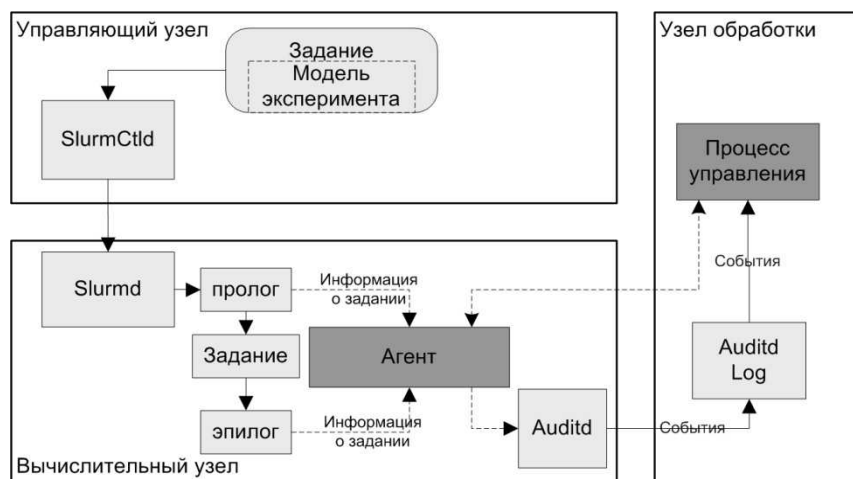 Управляющий узел
Задание
Модель
эксперимента
SlurmCtld
Узел обработки
Процесс
управления
События
Auditd
Log
Slurmd
пролог
Информация
о задании
Задание
Агент
эпилог
Информация
о задании
Auditd
События
Вычислительный узел